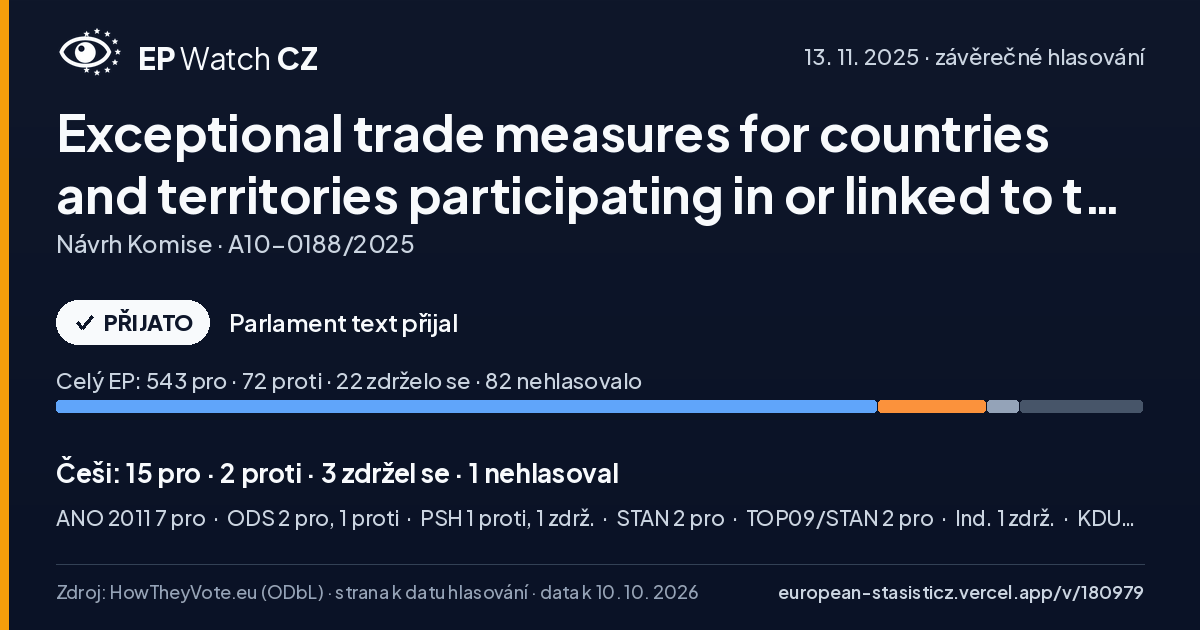 EP Watch CZ
13. 11. 2025 · závěrečné hlasování
Exceptional trade measures for countries
and territories participating in or linked to t…
Návrh Komise · A10-0188/2025
✓ PŘIJATO
Parlament text přijal
Celý EP: 543 pro · 72 proti · 22 zdrželo se · 82 nehlasovalo
Češi: 15 pro · 2 proti · 3 zdržel se · 1 nehlasoval
ANO 2011 7 pro · ODS 2 pro, 1 proti · PSH 1 proti, 1 zdrž. · STAN 2 pro · TOP09/STAN 2 pro · Ind. 1 zdrž. · KDU…
Zdroj: HowTheyVote.eu (ODbL) · strana k datu hlasování · data k 10. 10. 2026
european-stasisticz.vercel.app/v/180979